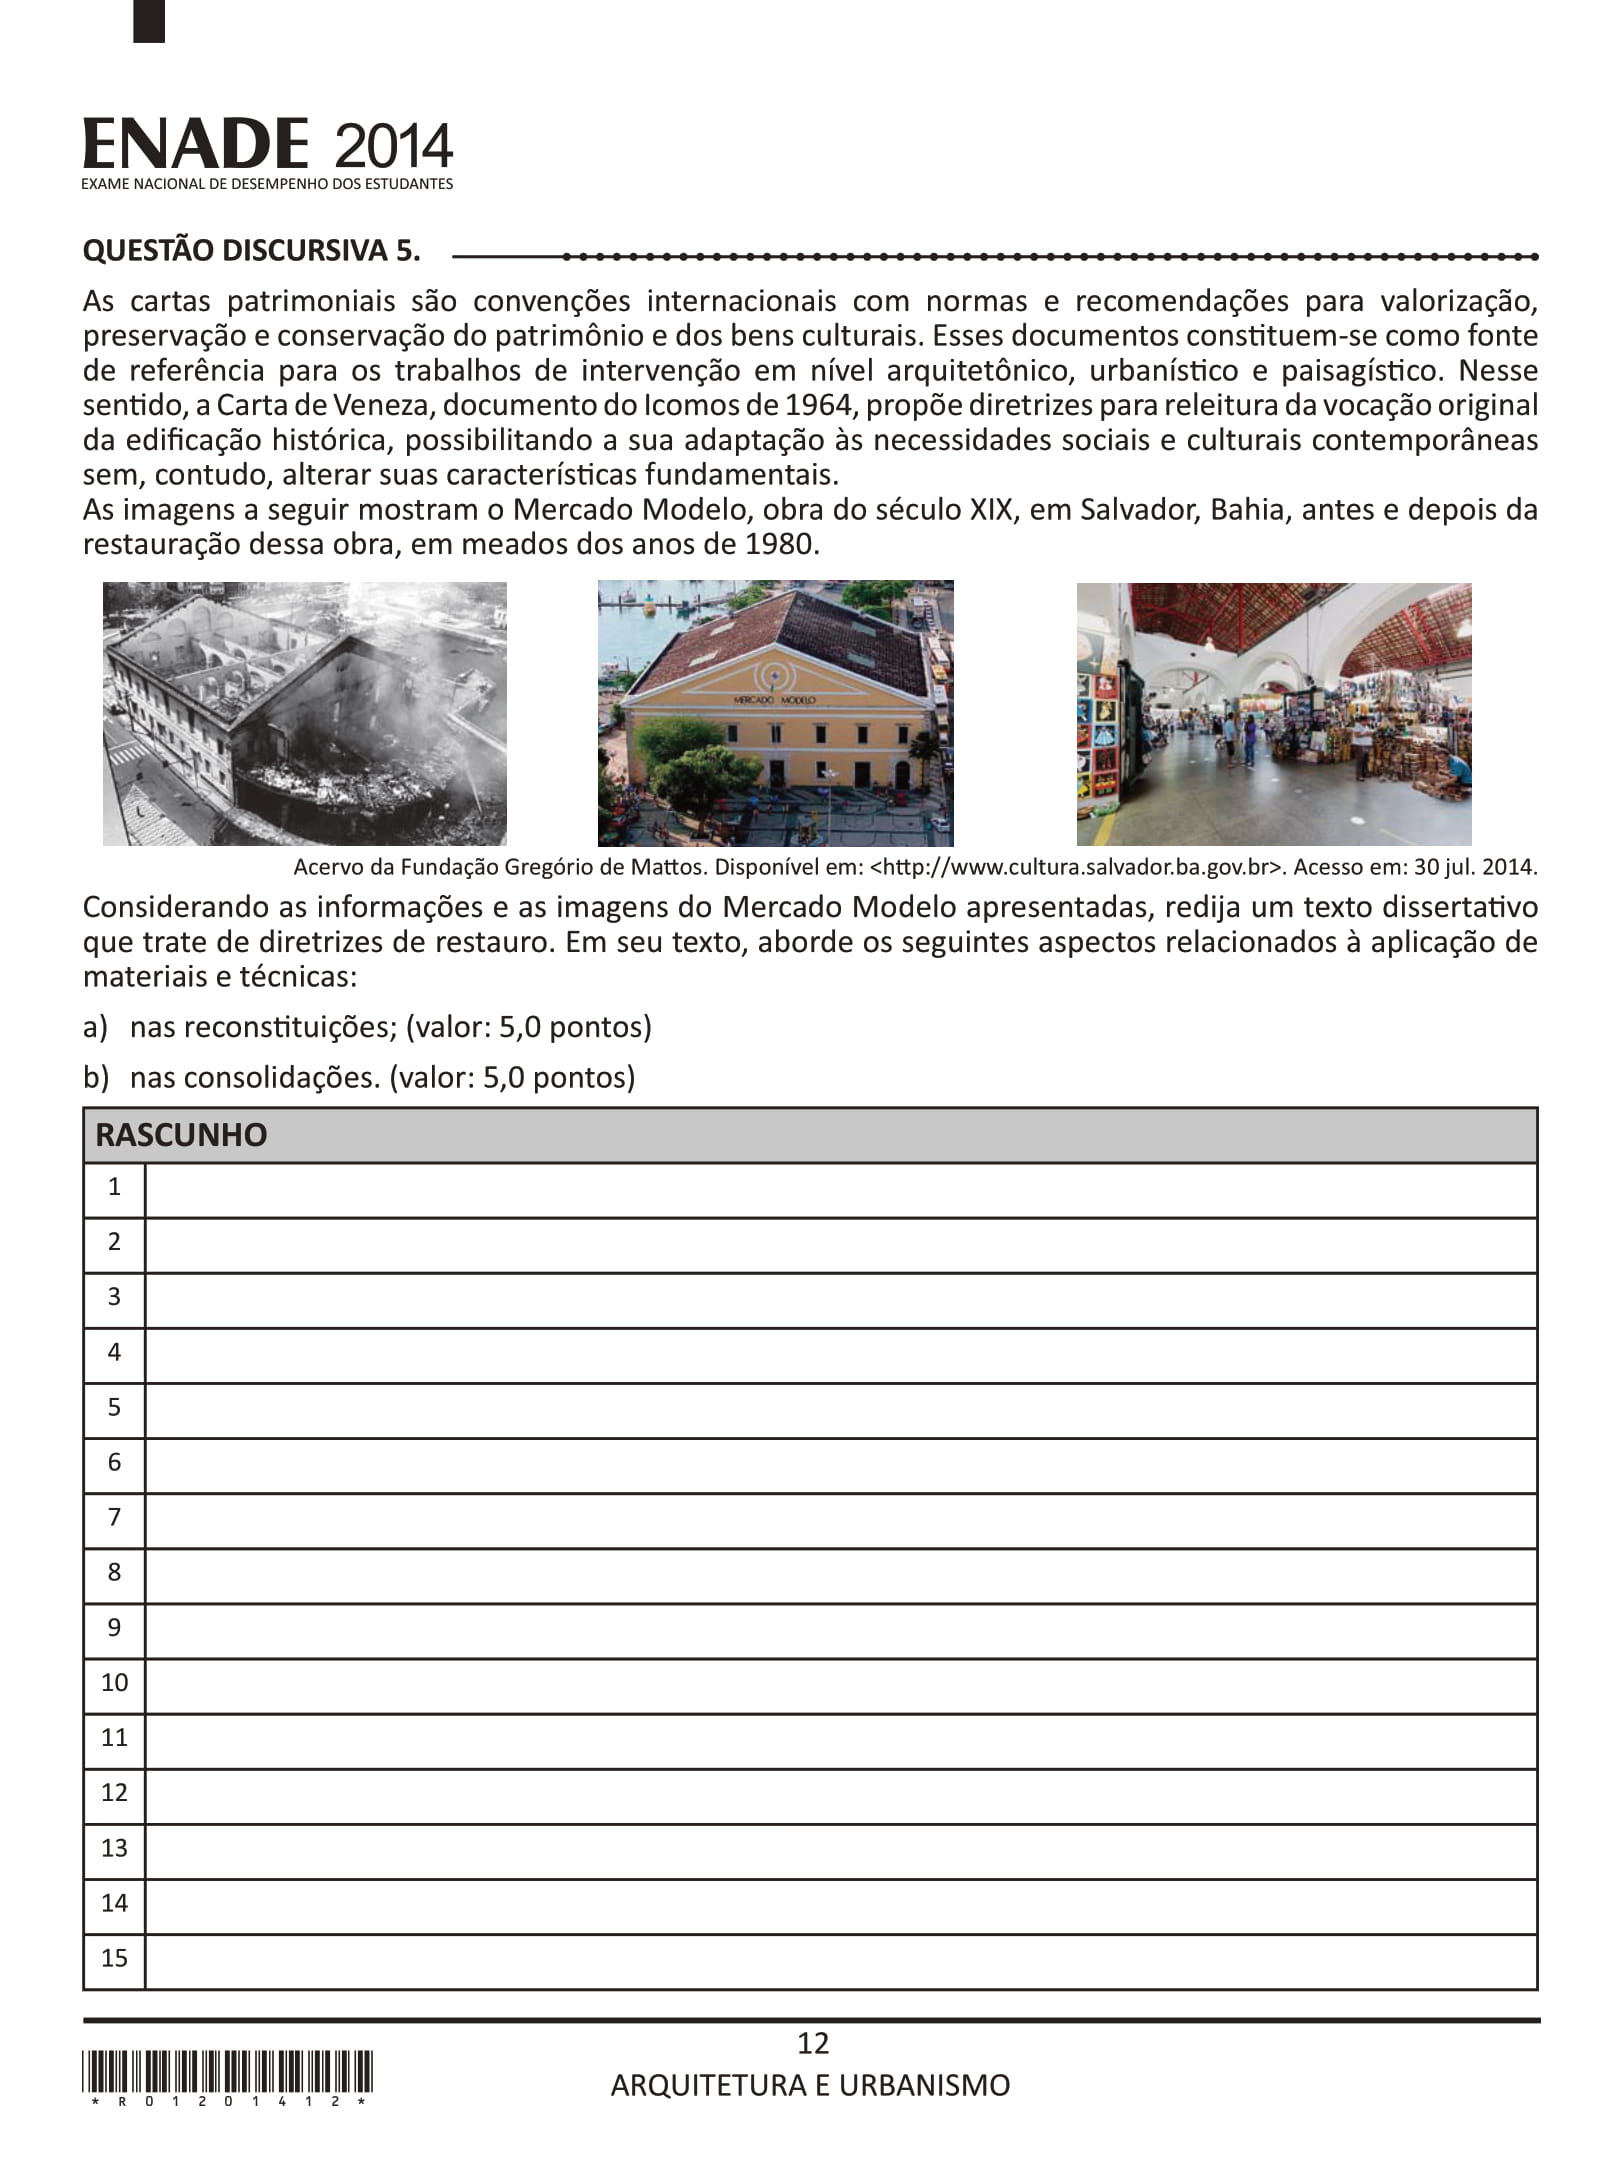 ENADE 2014
EXAME NACIONAL DE DESEMPENHO DOS ESTUDANTES
QUESTÃO DISCURSIVA 5.
As cartas patrimoniais são convenções internacionais com normas e recomendações para valorização,
preservação e conservação do patrimônio e dos bens culturais. Esses documentos constituem-se como fonte
de referência para os trabalhos de intervenção em nível arquitetônico, urbanístico e paisagístico. Nesse
sentido, a Carta de Veneza, documento do Icomos de 1964, propõe diretrizes para releitura da vocação original
da edificação histórica, possibilitando a sua adaptação às necessidades sociais e culturais contemporâneas
sem, contudo, alterar suas características fundamentais.
As imagens a seguir mostram o Mercado Modelo, obra do século XIX, em Salvador, Bahia, antes e depois da
restauração dessa obra, em meados dos anos de 1980.
MERCADO MODELO
Acervo da Fundação Gregório de Mattos. Disponível em: <http://www.cultura.salvador.ba.gov.br>. Acesso em: 30 jul. 2014.
Considerando as informações e as imagens do Mercado Modelo apresentadas, redija um texto dissertativo
que trate de diretrizes de restauro. Em seu texto, aborde os seguintes aspectos relacionados à aplicação de
materiais e técnicas:
a) nas reconstituições; (valor: 5,0 pontos)
b) nas consolidações. (valor: 5,0 pontos)
RASCUNHO
1
2
3
4
5
6
7
8
9
10
11
12
13
14
15
12
ARQUITETURA E URBANISMO
* R 0 1 2 0 1 4 1 2 *